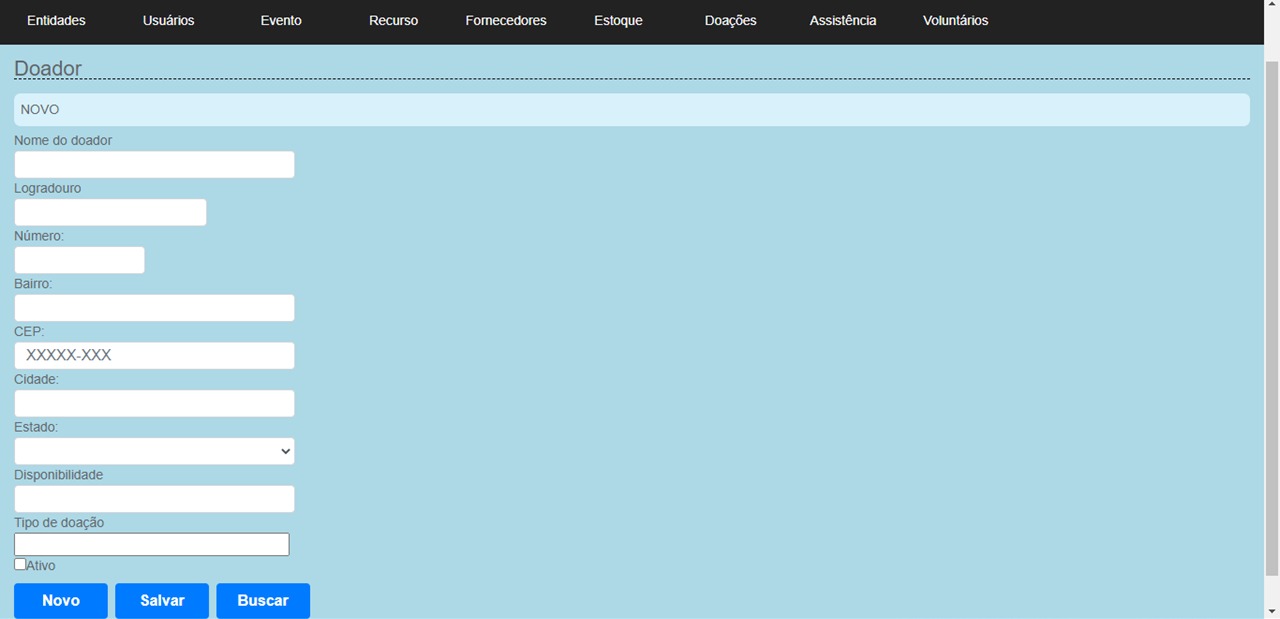 Entidades Usuários Evento Recurso Fornecedores Estoque Doações Assistência Voluntários
Doador
NOVO
Nome do doador
Logradouro
Número:
Bairro:
CEP:
XXXXX-XXX
Cidade:
Estado:
Disponibilidade
Tipo de doação
Ativo
Novo Salvar Buscar